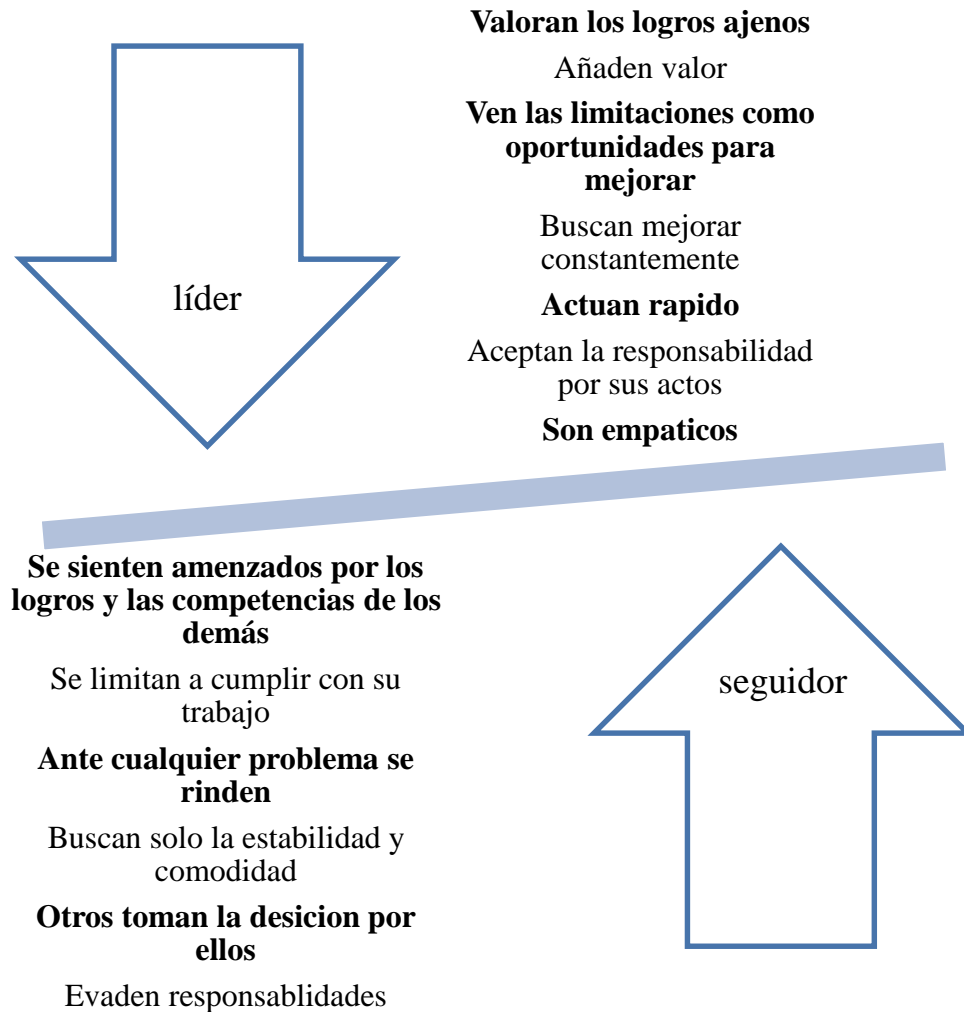 Valoran los logros ajenos
Añaden valor
Ven las limitaciones como
oportunidades para
mejorar
Buscan mejorar
constantemente
Actuan rapido
Aceptan la responsabilidad
por sus actos
Son empaticos
líder
Se sienten amenzados por los
logros y las competencias de los
demás
Se limitan a cumplir con su
trabajo
Ante cualquier problema se
rinden
Buscan solo la estabilidad y
comodidad
Otros toman la desicion por
ellos
Evaden responsablidades
seguidor